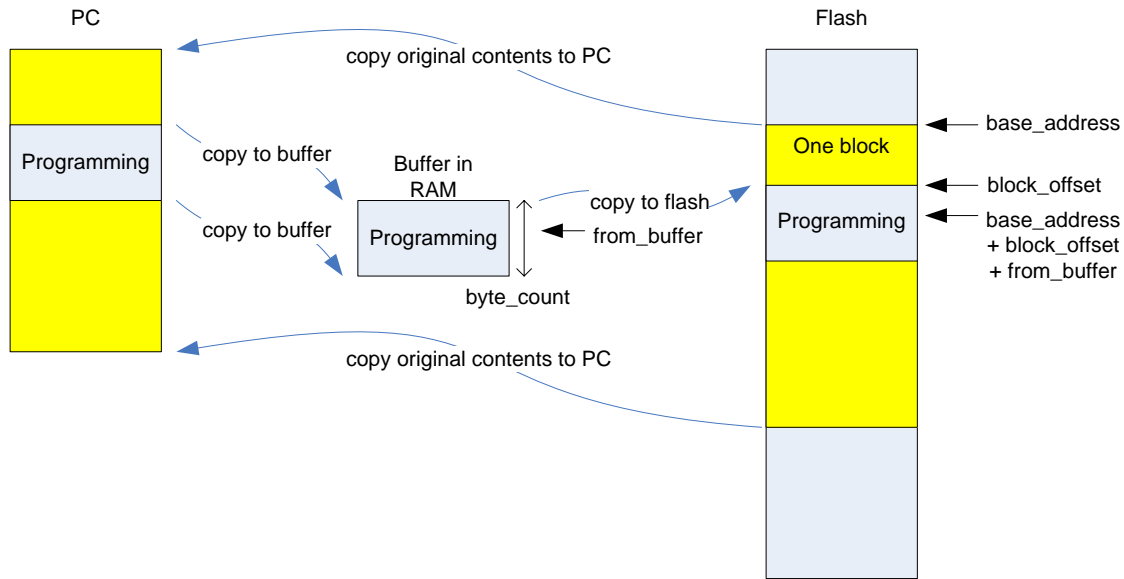 PC
Flash
copy original contents to PC
base_address
Programming
copy to buffer
One block
Buffer in
RAM
block_offset
copy to flash
copy to buffer
Programming
from_buffer
Programming
base_address
+ block_offset
+ from_buffer
byte_count
copy original contents to PC